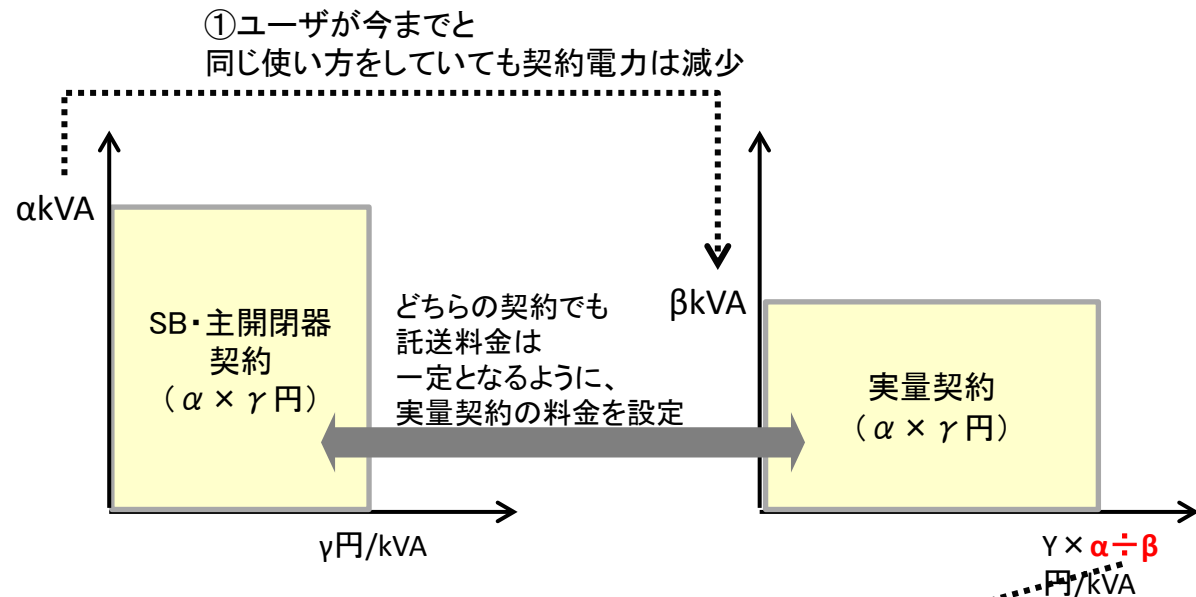 ①ユーザが今までと
同じ使い方をしていても契約電力は減少
αkVA
SB・主開閉器
契約
（α×γ円）
γ円/kVA
どちらの契約でも
託送料金は
一定となるように、
実量契約の料金を設定
βkVA
実量契約
（α×γ円）
Υ×α÷β
円/kVA